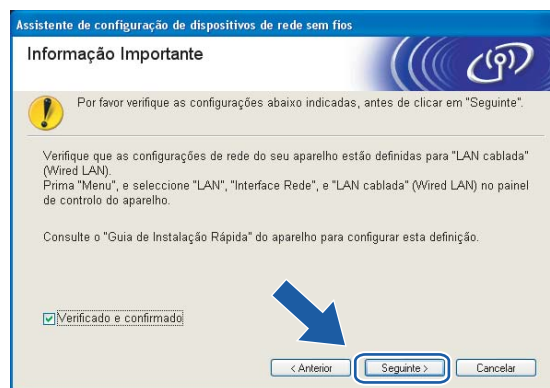 Assistente de configuração de dispositivos de rede sem fios
Informação Importante
Por favor verifique as configurações abaixo indicadas, antes de clicar em "Seguinte".
Verifique que as configurações de rede do seu aparelho estão definidas para "LAN cablada"
(Wired LAN).
Prima "Menu", e seleccione "LAN", "Interface Rede", e "LAN cablada" (Wired LAN) no painel
de controlo do aparelho.
Consulte o "Guia de Instalação Rápida" do aparelho para configurar esta definição.
Verificado e confirmado
< Anterior Seguinte > Cancelar